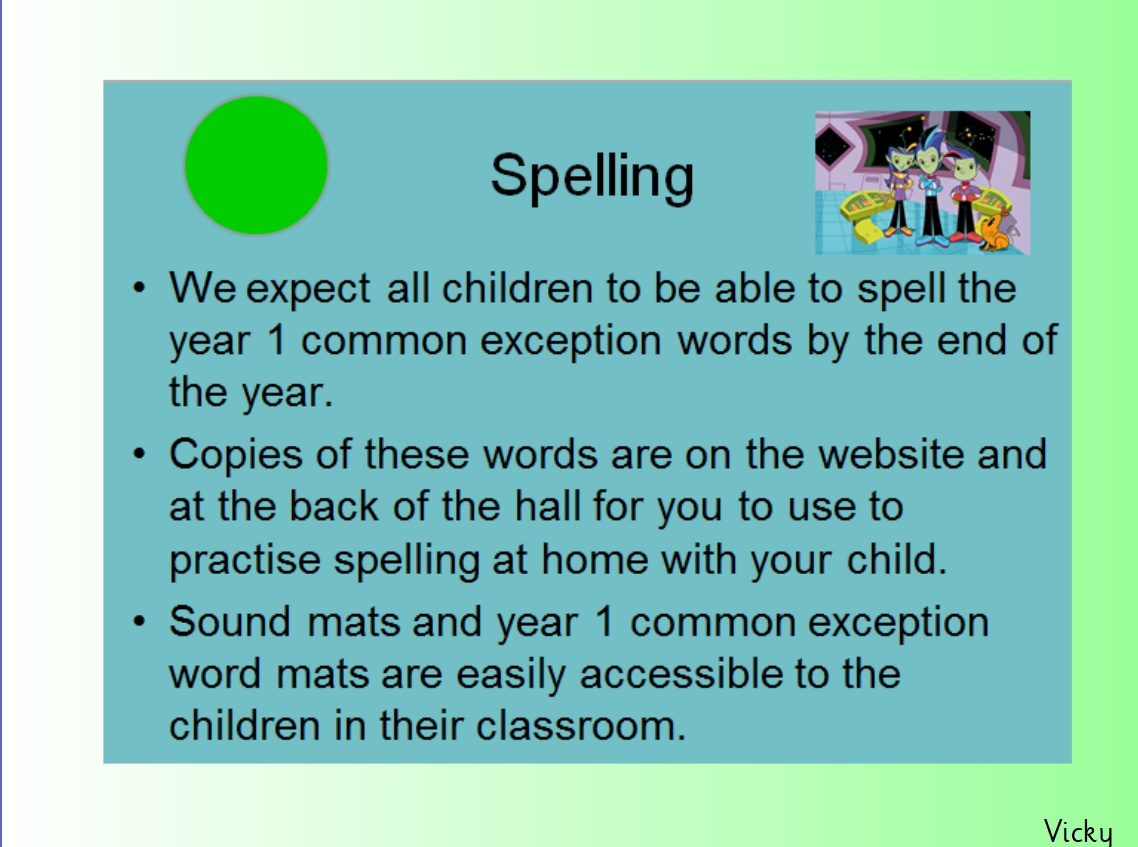 Spelling
• We expect all children to be able to spell the
year 1 common exception words by the end of
the year.
• Copies of these words are on the website and
at the back of the hall for you to use to
practise spelling at home with your child.
• Sound mats and year 1 common exception
word mats are easily accessible to the
children in their classroom.
Vicky